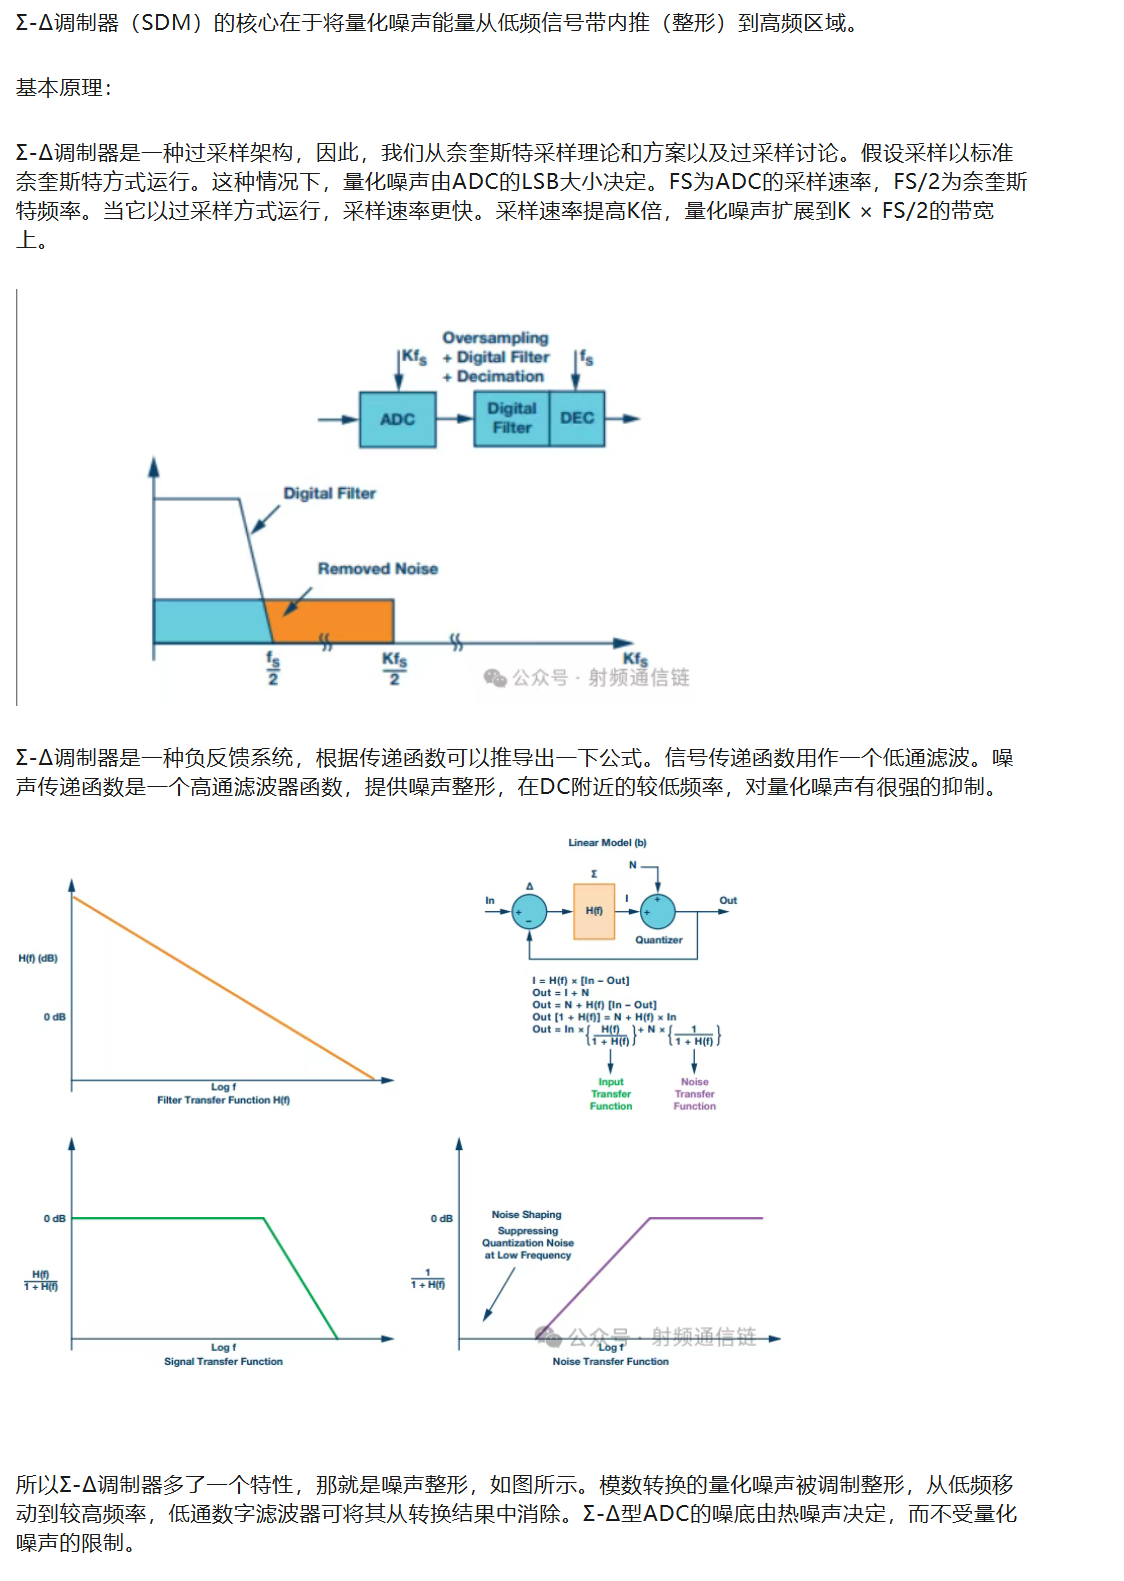 Σ-Δ调制器（SDM）的核心在于将量化噪声能量从低频信号带内推（整形）到高频区域。
基本原理：
Σ-Δ调制器是一种过采样架构，因此，我们从奈奎斯特采样理论和方案以及过采样讨论。假设采样以标准
奈奎斯特方式运行。这种情况下，量化噪声由ADC的LSB大小决定。FS为ADC的采样速率，FS/2为奈奎斯
特频率。当它以过采样方式运行，采样速率更快。采样速率提高K倍，量化噪声扩展到K × FS/2的带宽
上。
Oversampling
+ Digital Filter
+ Decimation
Kfs
fs
ADC
Digital
Filter
DEC
Digital Filter
Removed Noise
fs
2
Kfs
2
Kfs
公众号 · 射频通信链
Σ-Δ调制器是一种负反馈系统，根据传递函数可以推导出一下公式。信号传递函数用作一个低通滤波。噪
声传递函数是一个高通滤波器函数，提供噪声整形，在DC附近的较低频率，对量化噪声有很强的抑制。
H(f) (dB)
0 dB
Log f
Filter Transfer Function H(f)
Linear Model (b)
N
Σ
Δ
In
+
−
H(f)
I
+
+
Out
Quantizer
I = H(f) × [In – Out]
Out = I + N
Out = N + H(f) [In – Out]
Out [1 + H(f)] = N + H(f) × In
Out = In × { H(f) / 1 + H(f) } + N × { 1 / 1 + H(f) }
Input
Transfer
Function
Noise
Transfer
Function
0 dB
H(f)
1 + H(f)
Log f
Signal Transfer Function
0 dB
1
1 + H(f)
Noise Shaping
Suppressing
Quantization Noise
at Low Frequency
公众号 · 射频通信链
Log f
Noise Transfer Function
所以Σ-Δ调制器多了一个特性，那就是噪声整形，如图所示。模数转换的量化噪声被调制整形，从低频移
动到较高频率，低通数字滤波器可将其从转换结果中消除。Σ-Δ型ADC的噪底由热噪声决定，而不受量化
噪声的限制。